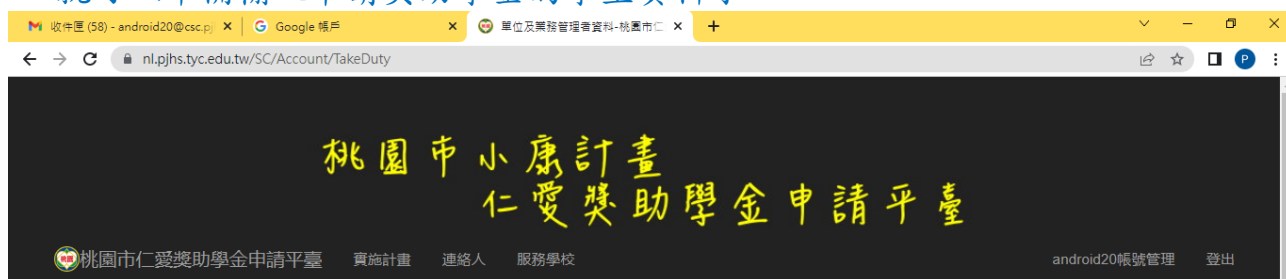 收件匣 (58) - android20@csc.pj
Google 帳戶
單位及業務管理者資料-桃園市仁
nl.pjhs.tyc.edu.tw/SC/Account/TakeDuty
P
桃園市小康計畫
仁愛獎助學金申請平臺
桃園市仁愛獎助學金申請平臺 實施計畫 連絡人 服務學校 android20帳號管理 登出